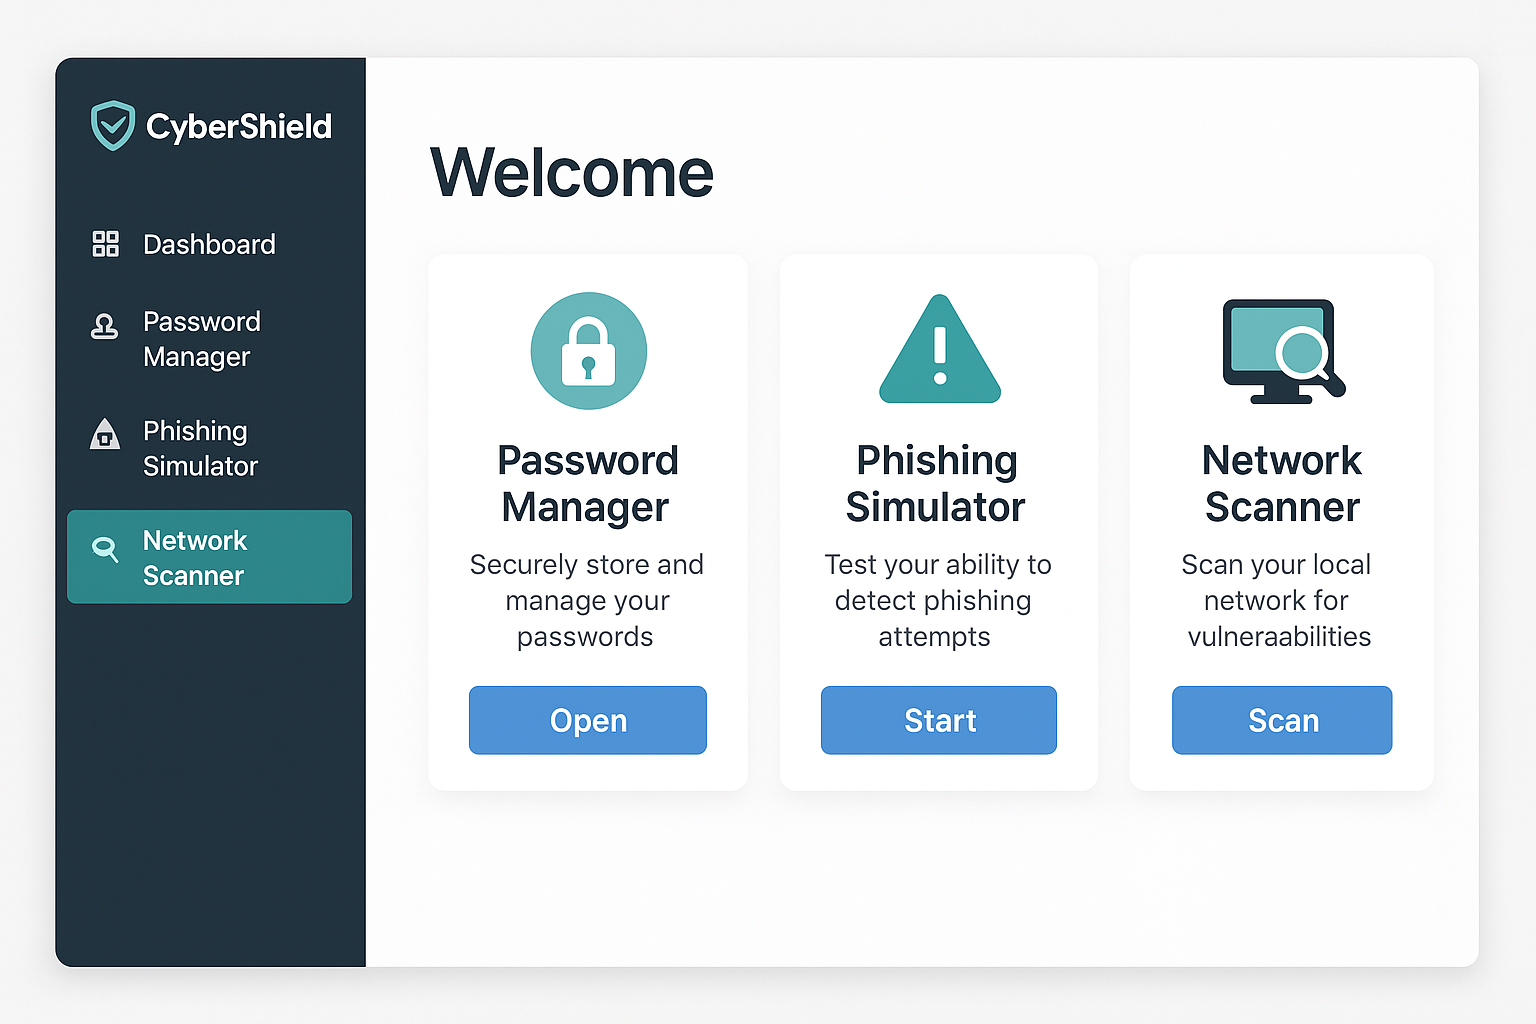 CyberShield
Dashboard
Password
Manager
Phishing
Simulator
Network
Scanner
Welcome
Password
Manager
Securely store and
manage your
passwords
Open
Phishing
Simulator
Test your ability to
detect phishing
attempts
Start
Network
Scanner
Scan your local
network for
vulneraabilities
Scan